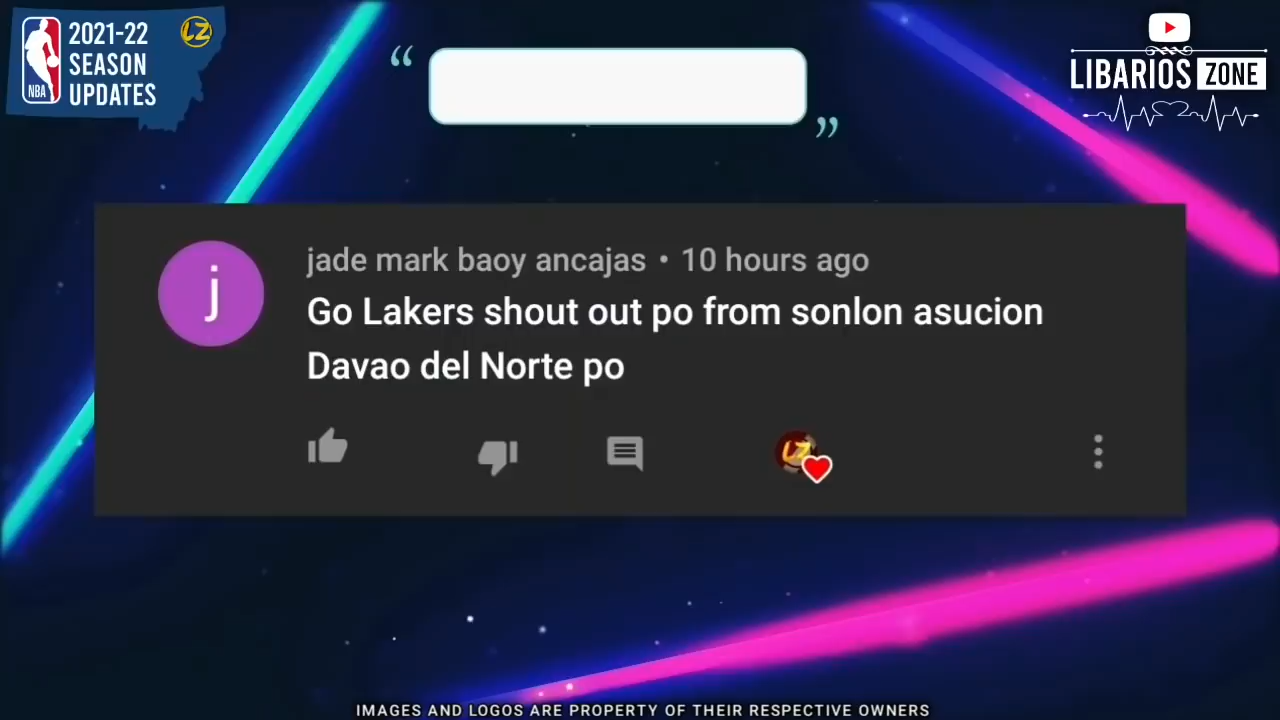 2021-22
SEASON
UPDATES
NBA
LZ
“
”
LIBARIOS ZONE
j
jade mark baoy ancajas • 10 hours ago
Go Lakers shout out po from sonlon asucion
Davao del Norte po
LZ
IMAGES AND LOGOS ARE PROPERTY OF THEIR RESPECTIVE OWNERS